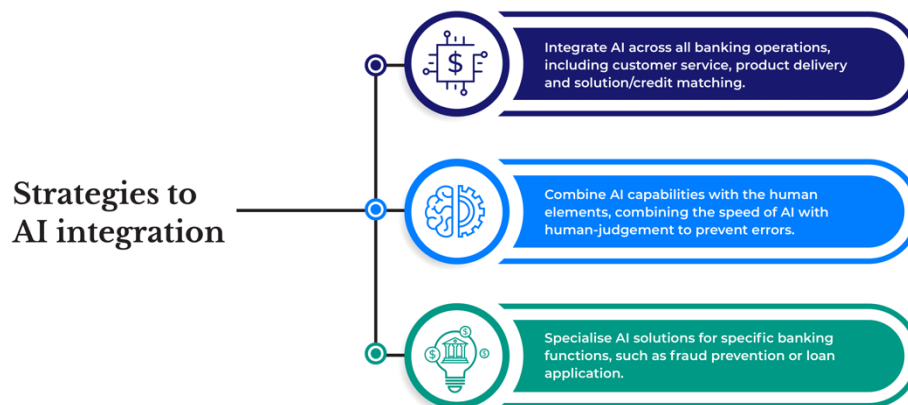 Strategies to
AI integration
$
Integrate AI across all banking operations,
including customer service, product delivery
and solution/credit matching.
Combine AI capabilities with the human
elements, combining the speed of AI with
human-judgement to prevent errors.
$
$
$
Specialise AI solutions for specific banking
functions, such as fraud prevention or loan
application.